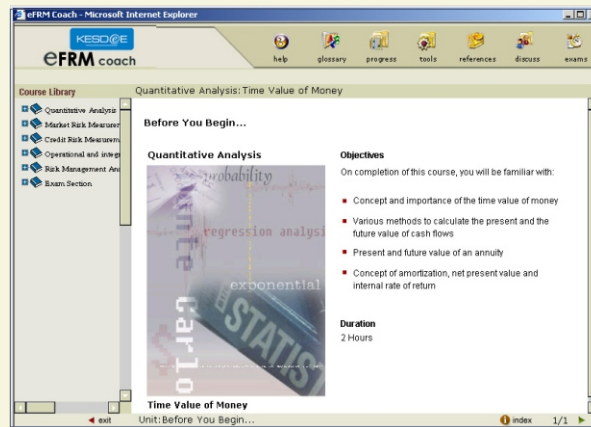 eFRM Coach - Microsoft Internet Explorer
KESD@E
eFRM coach
help
glossary
progress
tools
references
discuss
exams
Course Library
Quantitative Analysis
Market Risk Measurem
Credit Risk Measurem
Operational and integr
Risk Management And
Exam Section
Quantitative Analysis:Time Value of Money
Before You Begin...
Quantitative Analysis
probability
regression analysis
exponential
Carlo
STATIS
Time Value of Money
Objectives
On completion of this course, you will be familiar with:
Concept and importance of the time value of money
Various methods to calculate the present and the
future value of cash flows
Present and future value of an annuity
Concept of amortization, net present value and
internal rate of return
Duration
2 Hours
exit
Unit:Before You Begin...
index
1/1